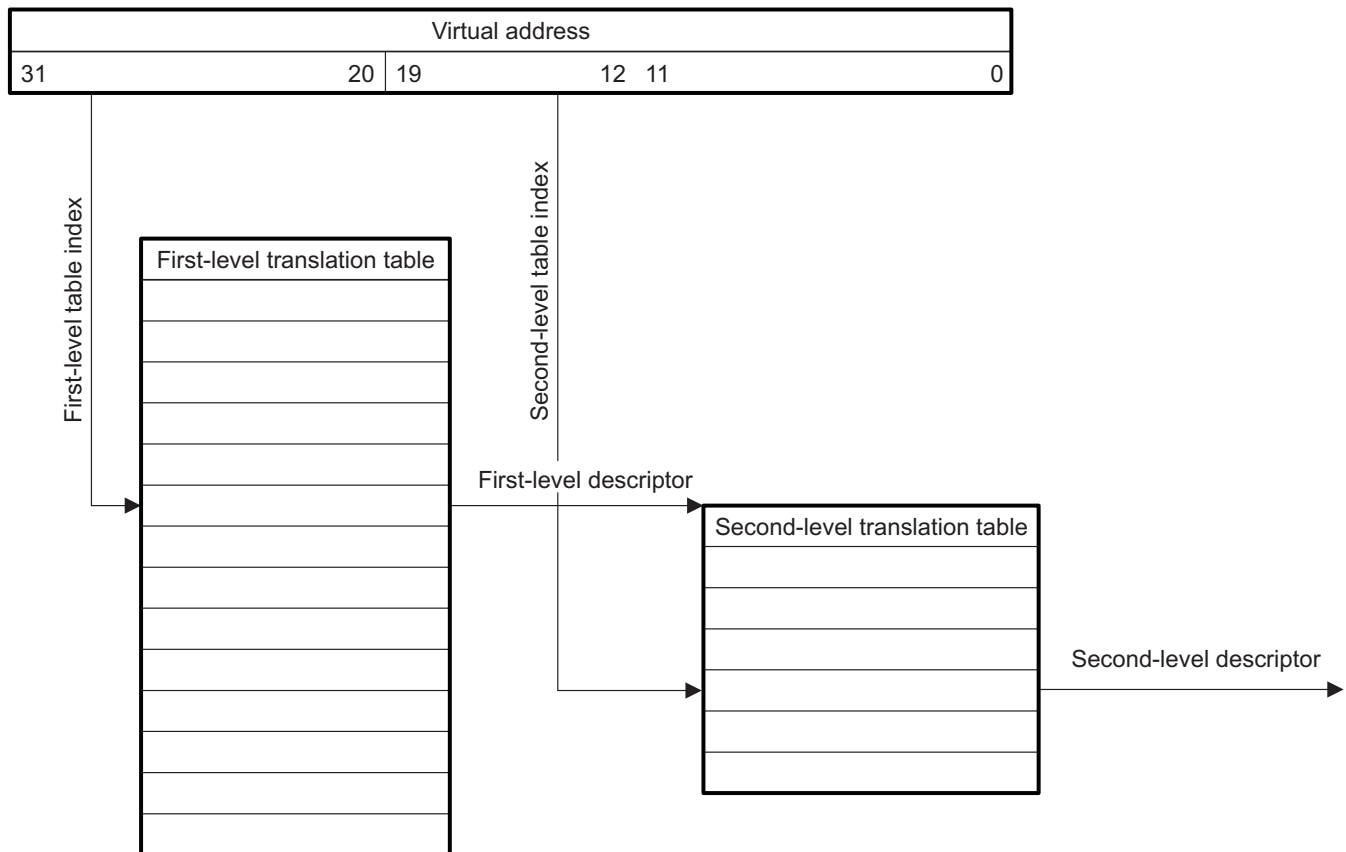 Virtual address
31 20 19 12 11 0
First-level table index
Second-level table index
First-level translation table
First-level descriptor
Second-level translation table
Second-level descriptor